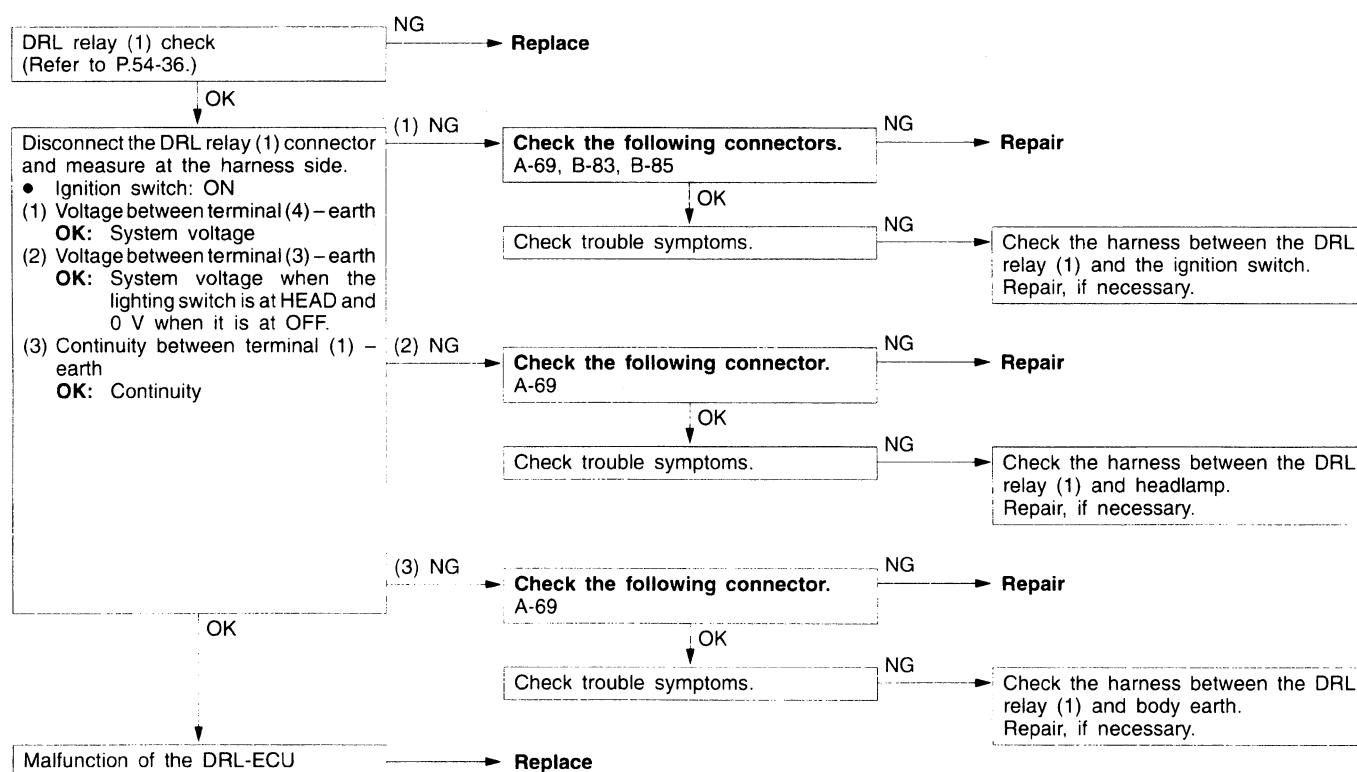 NG
DRL relay (1) check
(Refer to P.54-36.)
Replace
OK
Disconnect the DRL relay (1) connector
and measure at the harness side.
● Ignition switch: ON
(1) Voltage between terminal (4) – earth
OK: System voltage
(2) Voltage between terminal (3) – earth
OK: System voltage when the
lighting switch is at HEAD and
0 V when it is at OFF.
(3) Continuity between terminal (1) –
earth
OK: Continuity
(1) NG
Check the following connectors.
A-69, B-83, B-85
NG
Repair
OK
Check trouble symptoms.
NG
Check the harness between the DRL
relay (1) and the ignition switch.
Repair, if necessary.
(2) NG
Check the following connector.
A-69
NG
Repair
OK
Check trouble symptoms.
NG
Check the harness between the DRL
relay (1) and headlamp.
Repair, if necessary.
(3) NG
Check the following connector.
A-69
NG
Repair
OK
Check trouble symptoms.
NG
Check the harness between the DRL
relay (1) and body earth.
Repair, if necessary.
OK
Malfunction of the DRL-ECU
Replace